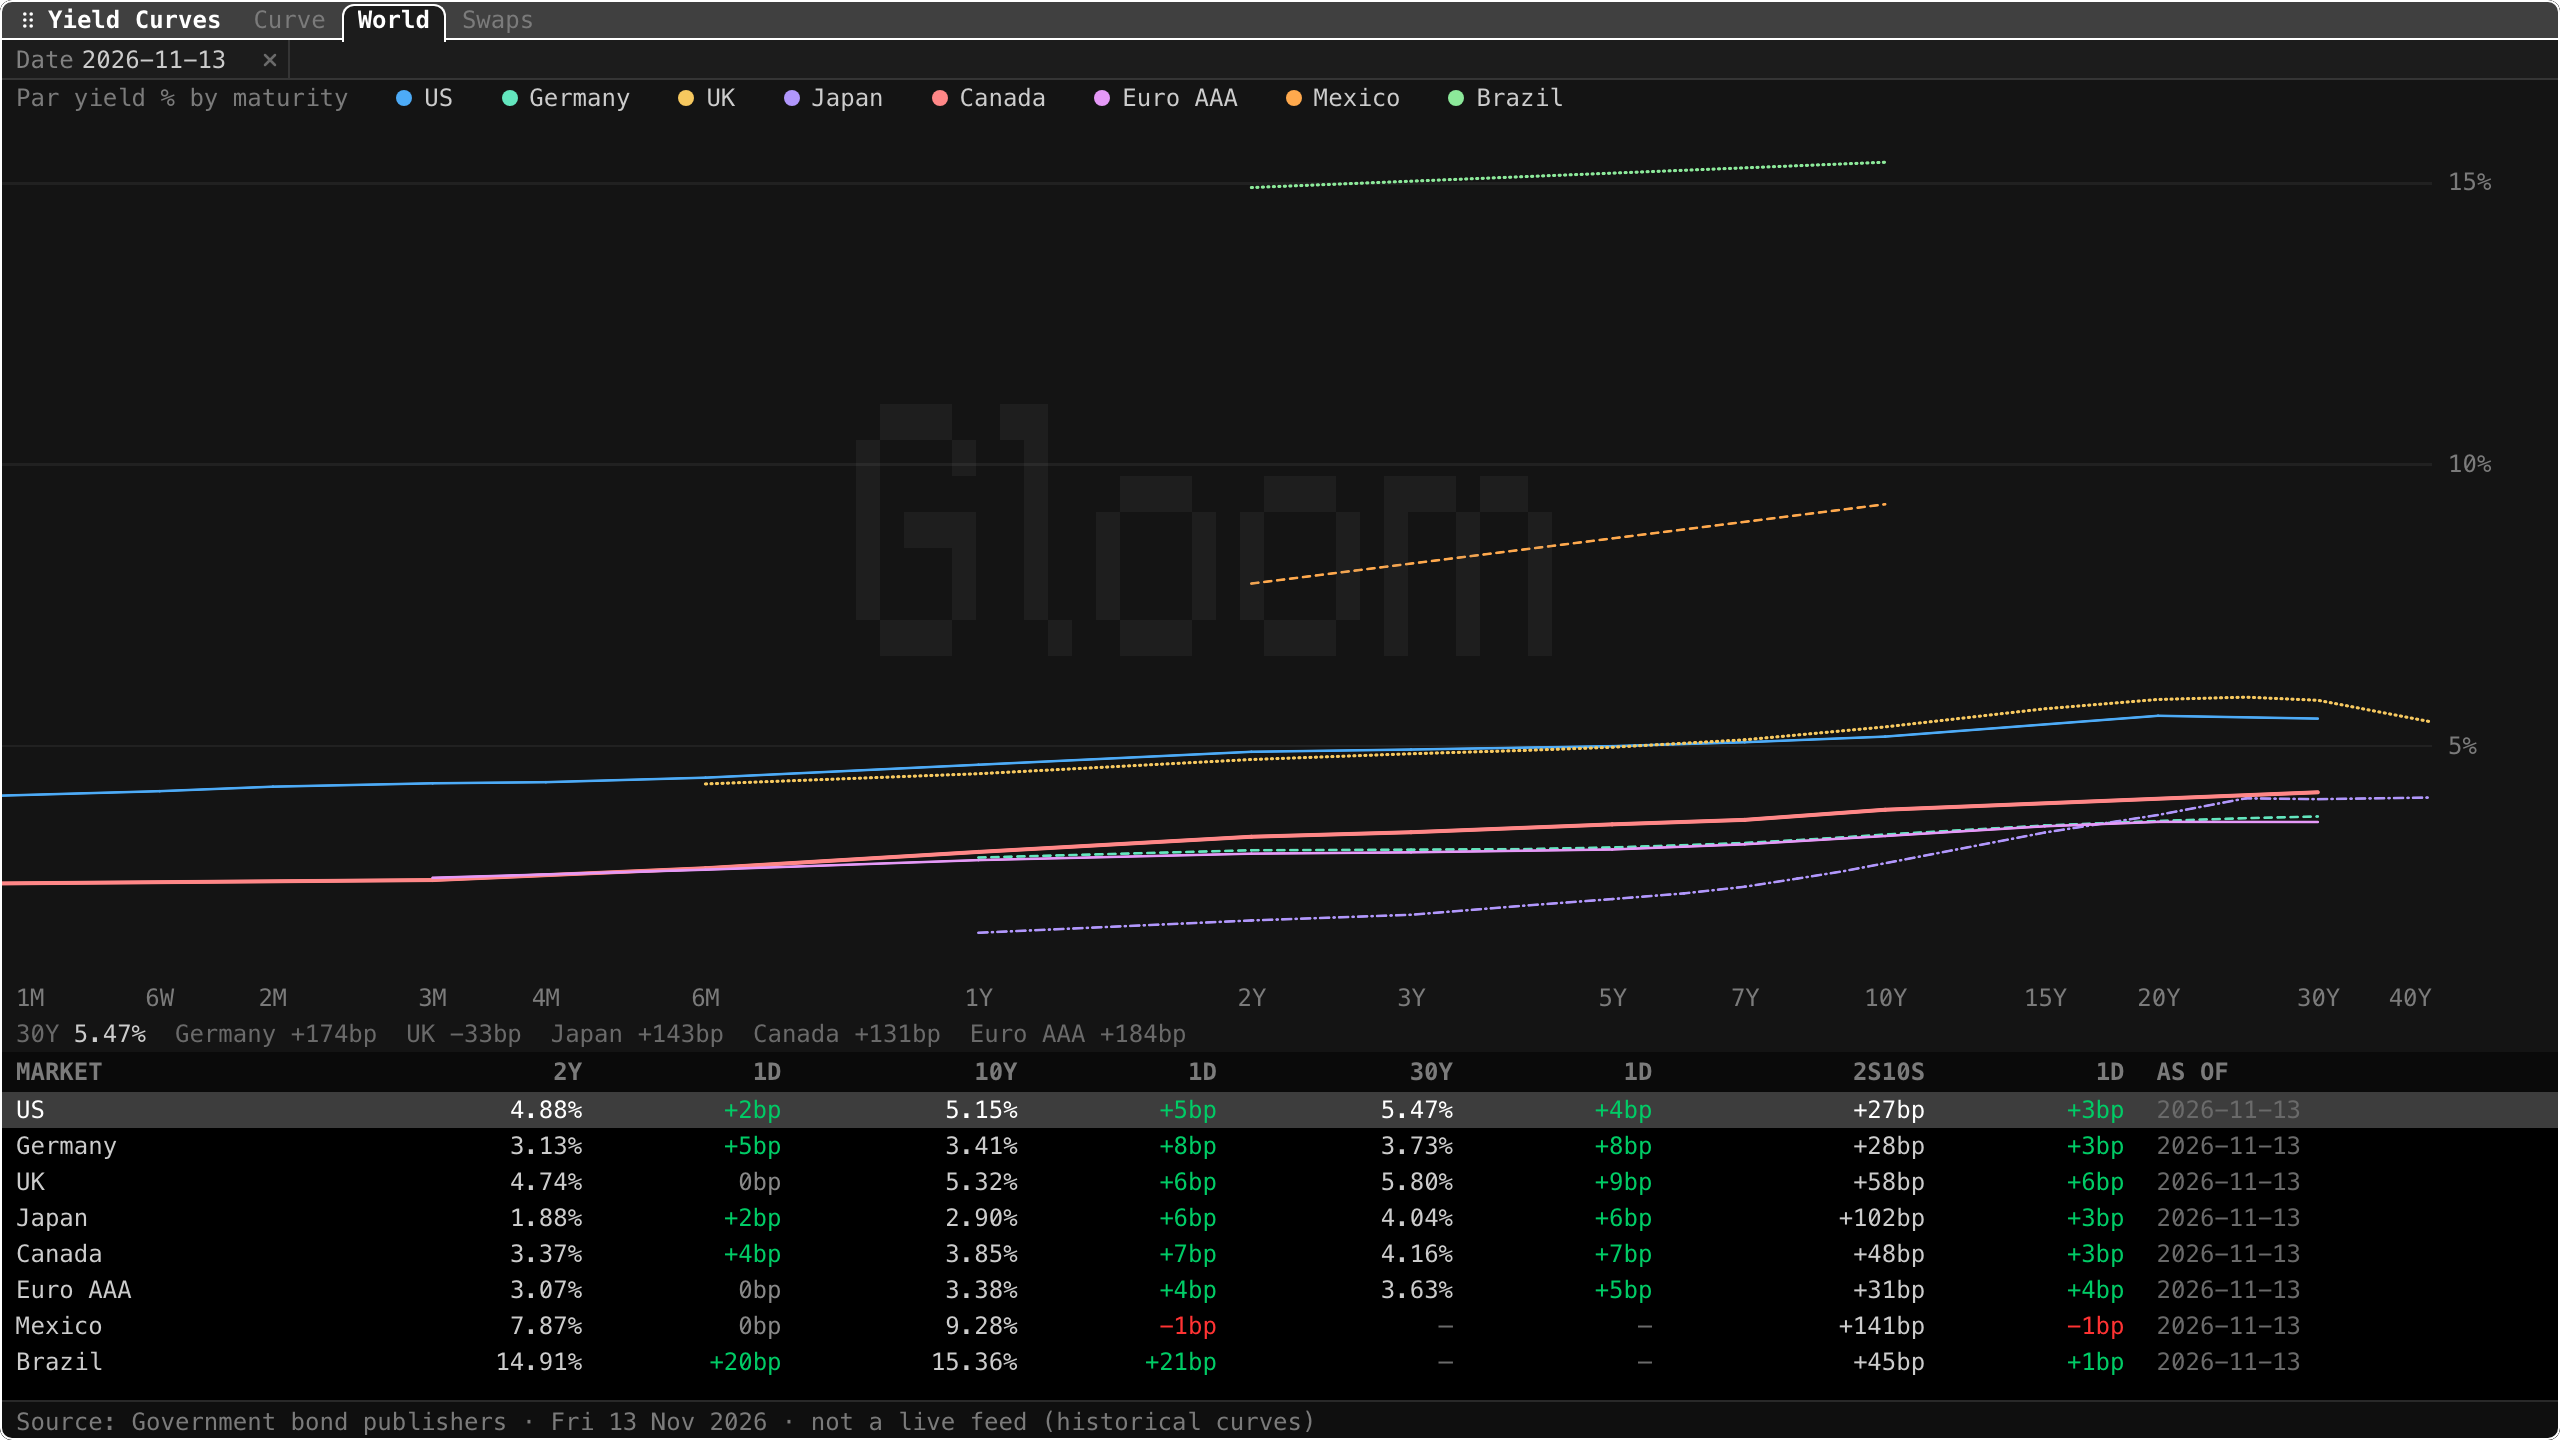 ⠿ Yield Curves Curve World Swaps
Date 2026-11-13 ×
Par yield % by maturity US Germany UK Japan Canada Euro AAA Mexico Brazil
15%
10%
Gloom
5%
1M 6W 2M 3M 4M 6M 1Y 2Y 3Y 5Y 7Y 10Y 15Y 20Y 30Y 40Y
30Y 5.47% Germany +174bp UK −33bp Japan +143bp Canada +131bp Euro AAA +184bp
MARKET 2Y 1D 10Y 1D 30Y 1D 2S10S 1D AS OF
US 4.88% +2bp 5.15% +5bp 5.47% +4bp +27bp +3bp 2026-11-13
Germany 3.13% +5bp 3.41% +8bp 3.73% +8bp +28bp +3bp 2026-11-13
UK 4.74% 0bp 5.32% +6bp 5.80% +9bp +58bp +6bp 2026-11-13
Japan 1.88% +2bp 2.90% +6bp 4.04% +6bp +102bp +3bp 2026-11-13
Canada 3.37% +4bp 3.85% +7bp 4.16% +7bp +48bp +3bp 2026-11-13
Euro AAA 3.07% 0bp 3.38% +4bp 3.63% +5bp +31bp +4bp 2026-11-13
Mexico 7.87% 0bp 9.28% −1bp — — +141bp −1bp 2026-11-13
Brazil 14.91% +20bp 15.36% +21bp — — +45bp +1bp 2026-11-13
Source: Government bond publishers · Fri 13 Nov 2026 · not a live feed (historical curves)